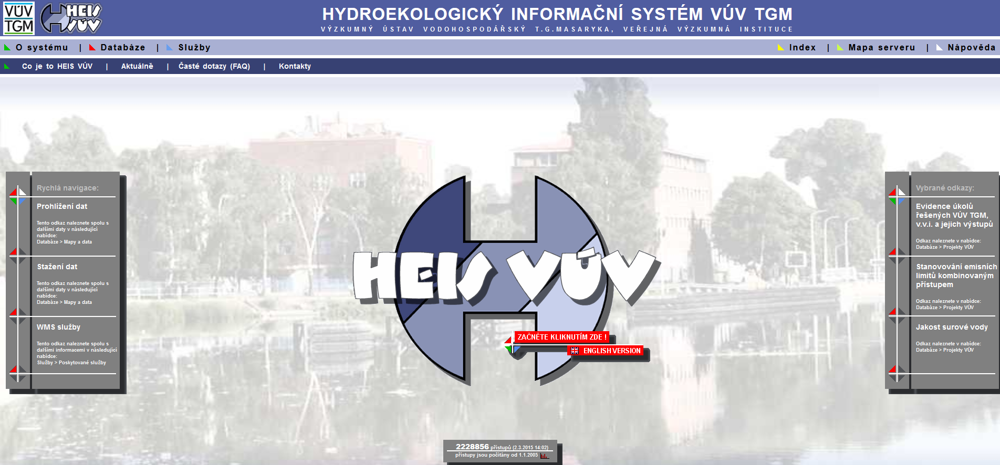 VÚV
TGM
HEIS
VÚV
HYDROEKOLOGICKÝ INFORMAČNÍ SYSTÉM VÚV TGM
VÝZKUMNÝ ÚSTAV VODOHOSPODÁŘSKÝ T.G.MASARYKA, VEŘEJNÁ VÝZKUMNÁ INSTITUCE
O systému | Databáze | Služby
Index | Mapa serveru | Nápověda
Co je to HEIS VÚV | Aktuálně | Časté dotazy (FAQ) | Kontakty
Rychlá navigace:
Prohlížení dat
Tento odkaz naleznete spolu s
dalšími daty v následující
nabídce:
Databáze > Mapy a data
Stažení dat
Tento odkaz naleznete spolu s
dalšími daty v následující
nabídce:
Databáze > Mapy a data
WMS služby
Tento odkaz naleznete spolu s
dalšími informacemi v následující
nabídce:
Služby > Poskytované služby
HEIS VÚV
ZAČNĚTE KLIKNUTÍM ZDE !
ENGLISH VERSION
Vybrané odkazy:
Evidence úkolů
řešených VÚV TGM,
v.v.i. a jejich výstupů
Odkaz naleznete v nabídce:
Databáze > Projekty VÚV
Stanovování emisních
limitů kombinovaným
přístupem
Odkaz naleznete v nabídce:
Databáze > Projekty VÚV
Jakost surové vody
Odkaz naleznete v nabídce:
Databáze > Projekty VÚV
2228856 přístupů (2.3.2015 14:02)
přístupy jsou počítány od 1.1.2005